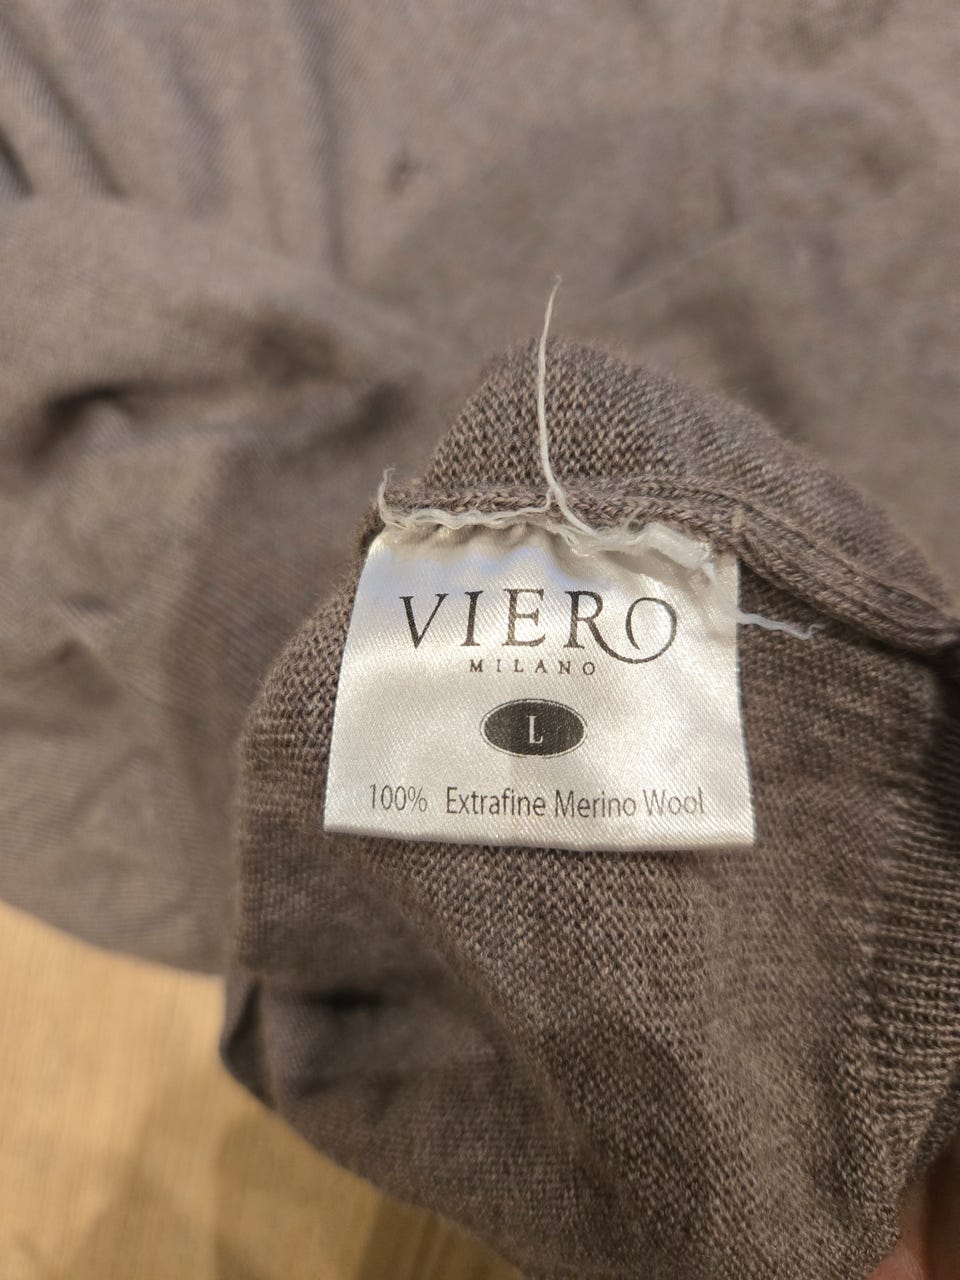 VIERO
MILANO
L
100% Extrafine Merino Wool